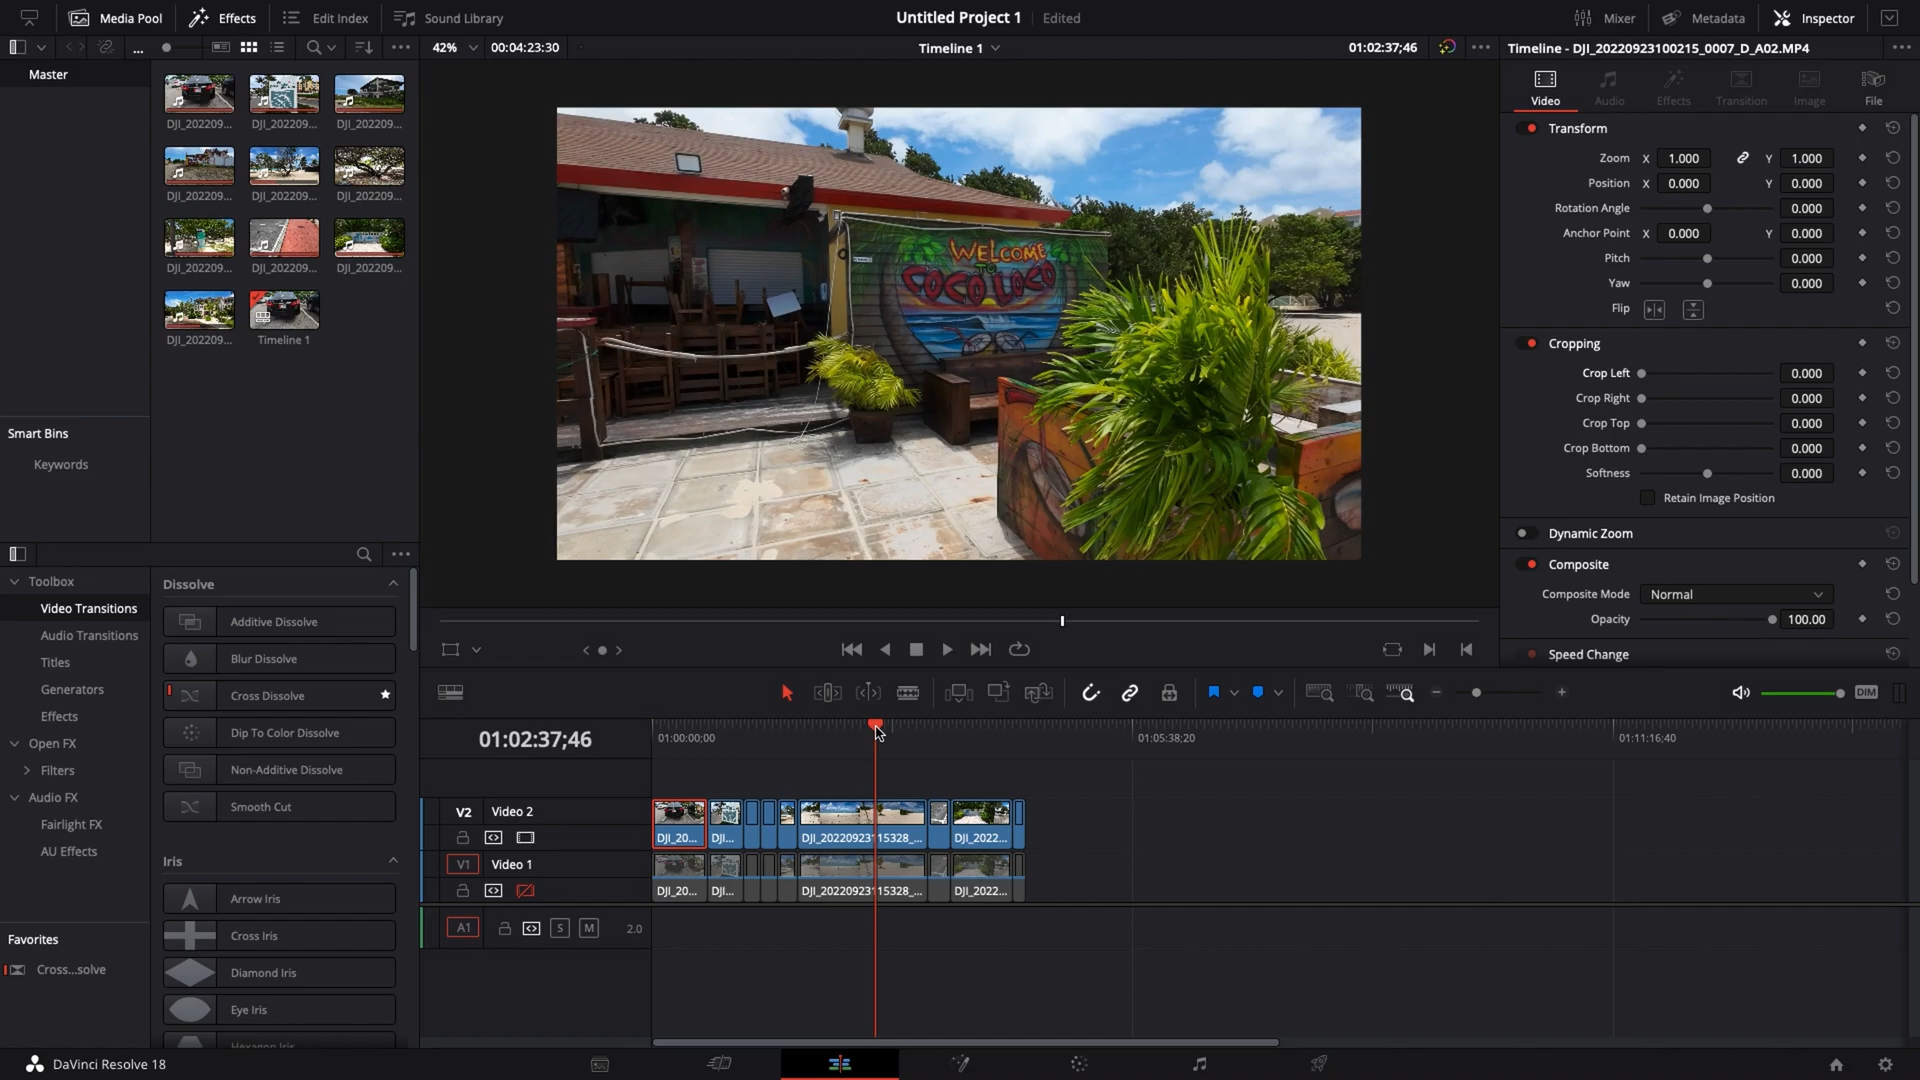 Media Pool
Effects
Edit Index
Sound Library
Untitled Project 1
Edited
Mixer
Metadata
Inspector
42%
00:04:23:30
Timeline 1
01:02:37;46
Timeline - DJI_20220923100215_0007_D_A02.MP4
Master
DJI_202209...
DJI_202209...
DJI_202209...
DJI_202209...
DJI_202209...
DJI_202209...
DJI_202209...
DJI_202209...
DJI_202209...
DJI_202209...
Timeline 1
Smart Bins
Keywords
WELCOME
TO
COCO LOCO
Video
Audio
Effects
Transition
Image
File
Transform
Zoom X 1.000 Y 1.000
Position X 0.000 Y 0.000
Rotation Angle 0.000
Anchor Point X 0.000 Y 0.000
Pitch 0.000
Yaw 0.000
Flip
Cropping
Crop Left 0.000
Crop Right 0.000
Crop Top 0.000
Crop Bottom 0.000
Softness 0.000
Retain Image Position
Dynamic Zoom
Composite
Composite Mode Normal
Opacity 100.00
Speed Change
Toolbox
Video Transitions
Audio Transitions
Titles
Generators
Effects
Open FX
Filters
Audio FX
Fairlight FX
AU Effects
Favorites
Cross...solve
Dissolve
Additive Dissolve
Blur Dissolve
Cross Dissolve
Dip To Color Dissolve
Non-Additive Dissolve
Smooth Cut
Iris
Arrow Iris
Cross Iris
Diamond Iris
Eye Iris
Hexagon Iris
DIM
01:02:37;46
01:00:00;00
01:05:38;20
01:11:16;40
V2 Video 2
DJI_20...
DJI...
DJI_20220923115328_...
DJI_2022...
V1 Video 1
DJI_20...
DJI...
DJI_20220923115328_...
DJI_2022...
A1 S M 2.0
DaVinci Resolve 18